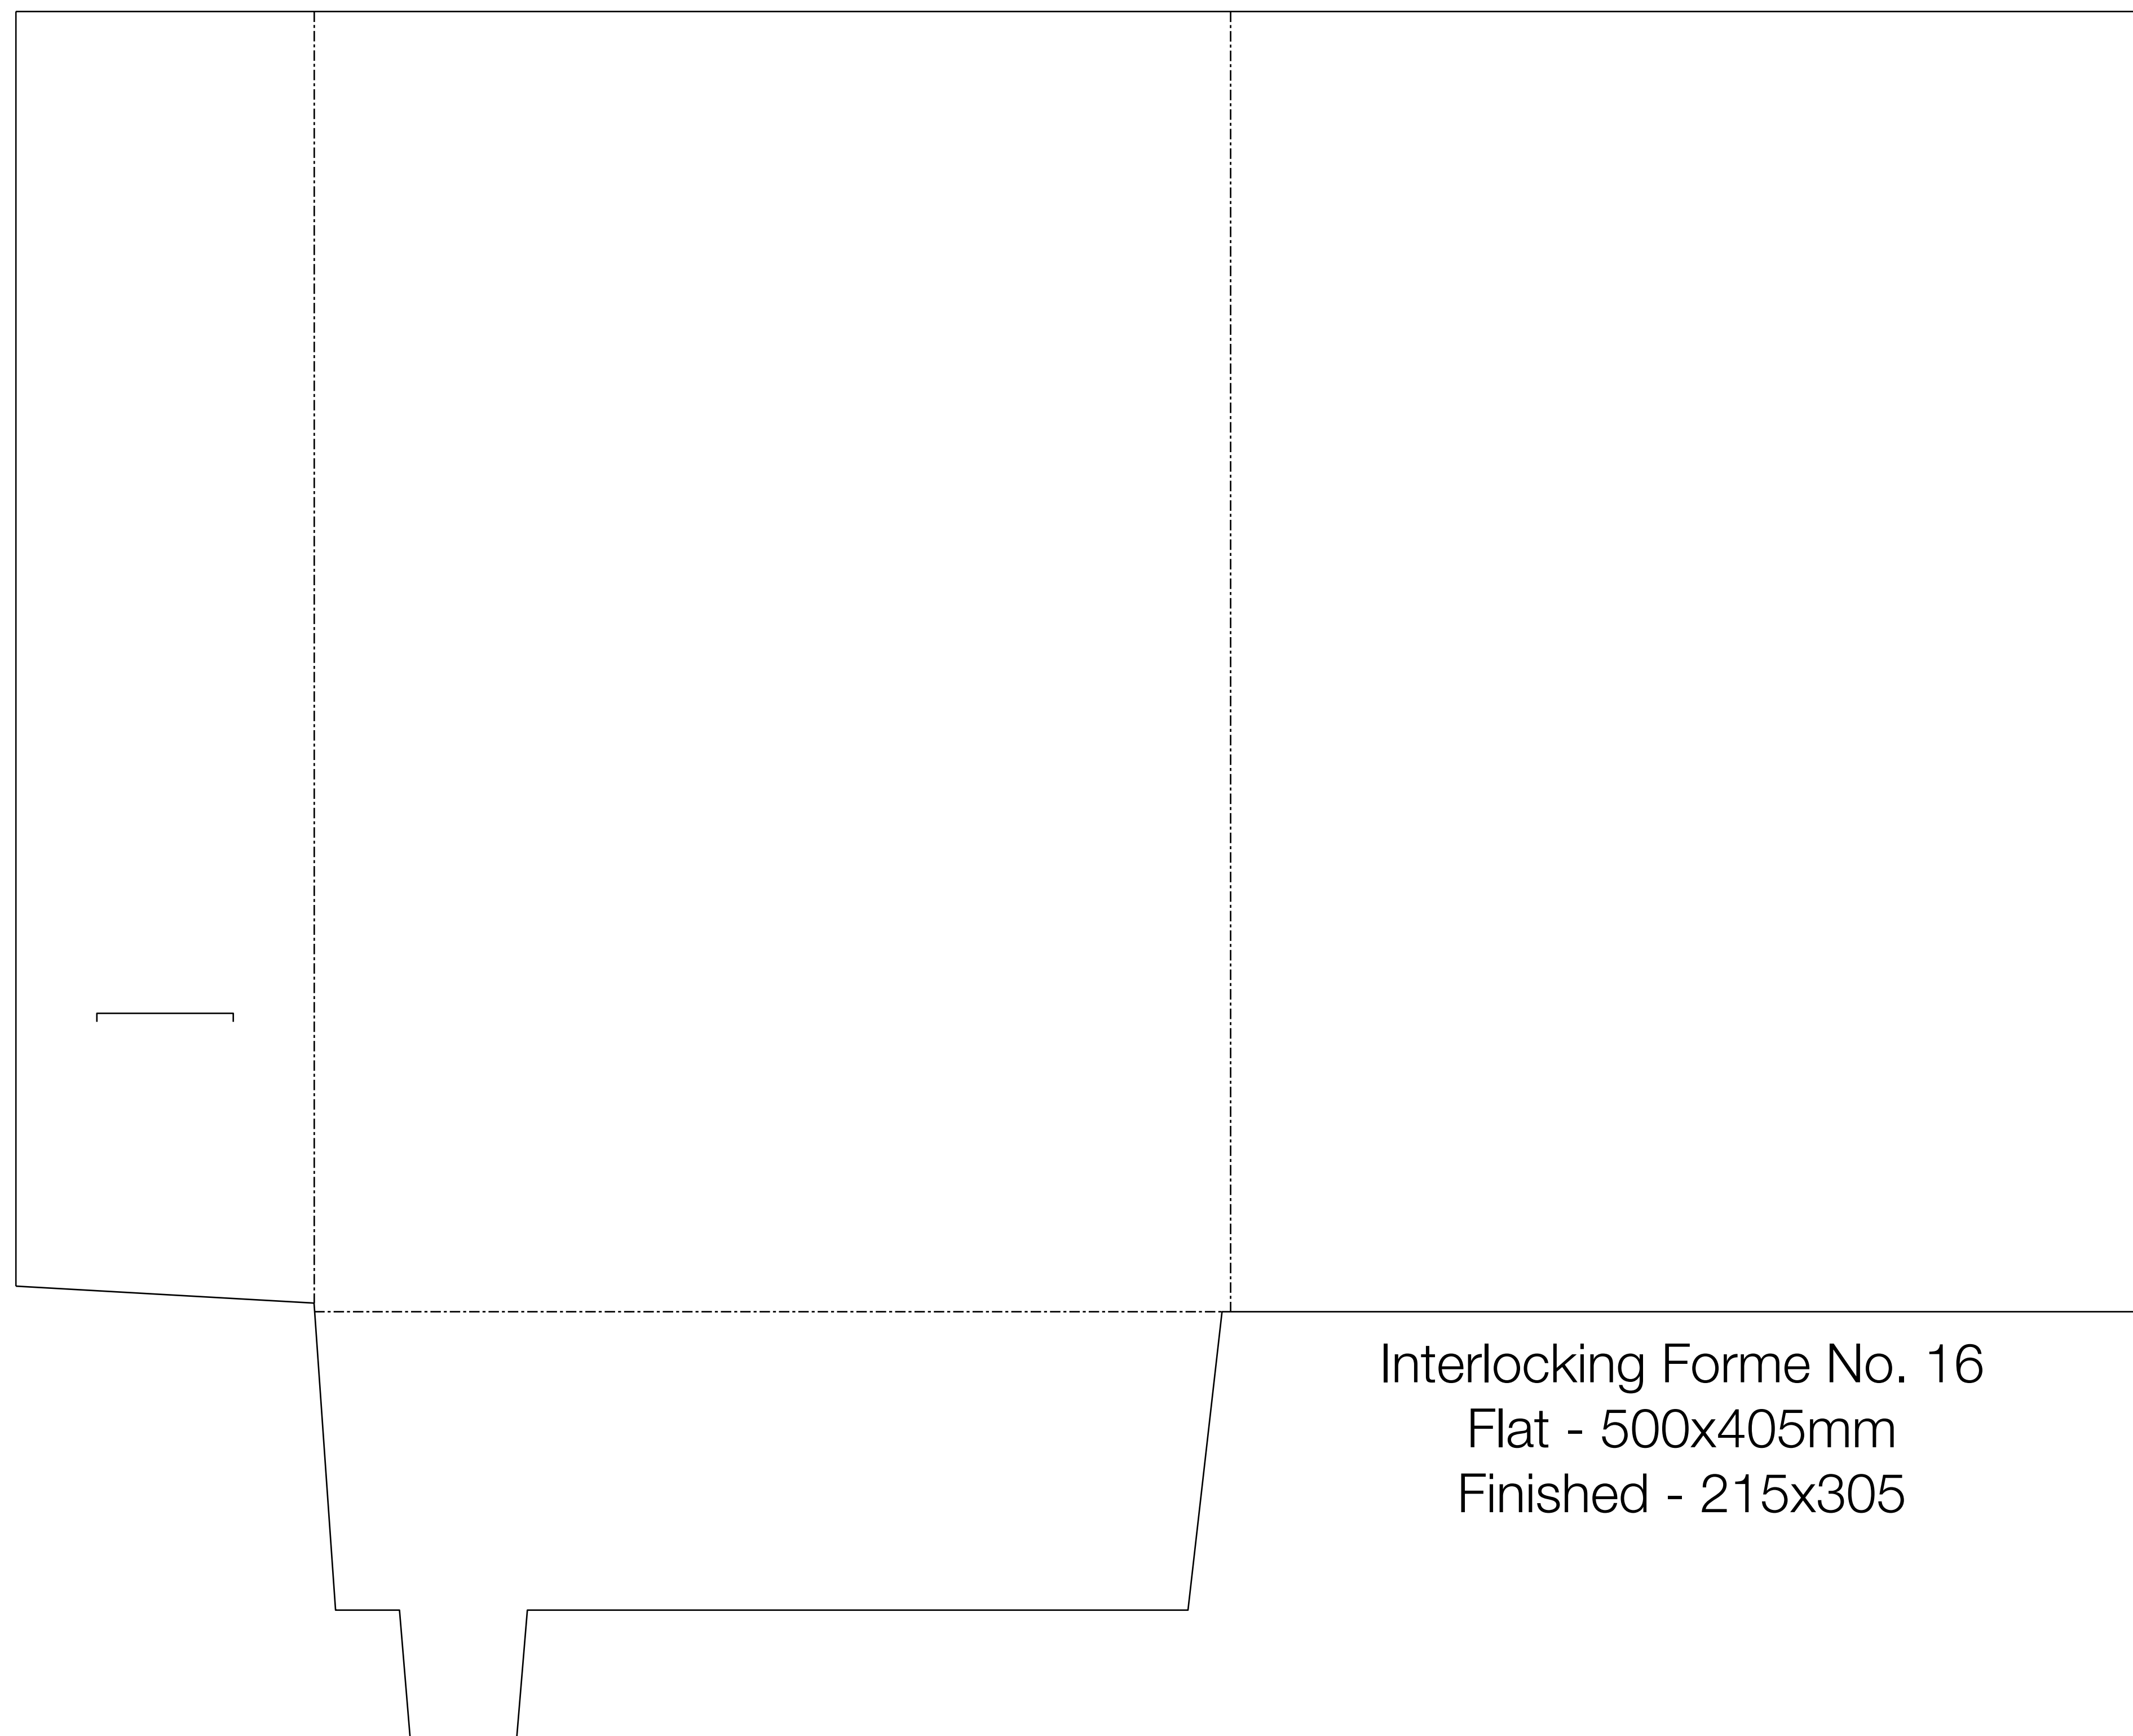 Interlocking Forme No. 16
Flat - 500x405mm
Finished - 215x305